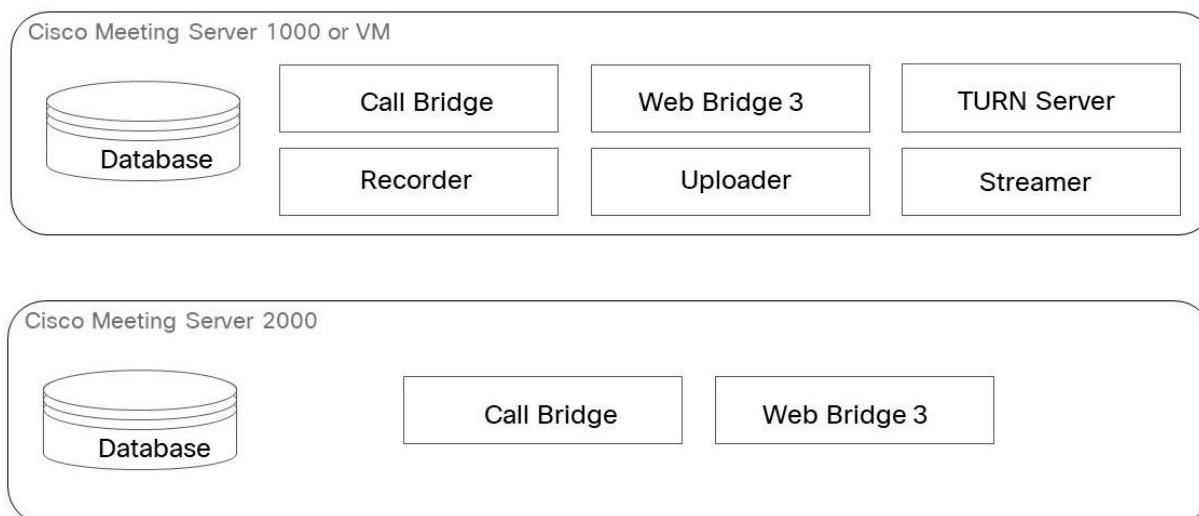 Cisco Meeting Server 1000 or VM
Call Bridge
Web Bridge 3
TURN Server
Database
Recorder
Uploader
Streamer
Cisco Meeting Server 2000
Call Bridge
Web Bridge 3
Database